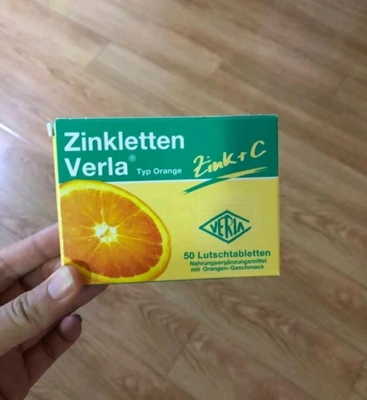 Zinkletten
Verla® Typ Orange
Zink + C
VERLA
50 Lutschtabletten
Nahrungsergänzungsmittel
mit Orangen-Geschmack